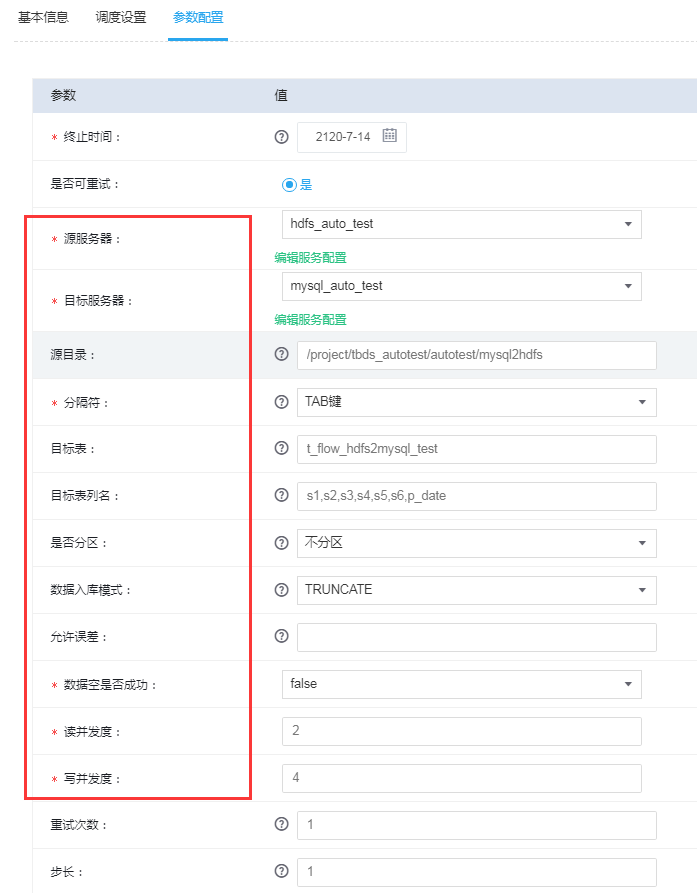 基本信息 调度设置 参数配置
参数 值
* 终止时间： 2120-7-14
是否可重试： 是
* 源服务器： hdfs_auto_test
编辑服务配置
* 目标服务器： mysql_auto_test
编辑服务配置
源目录： /project/tbds_autotest/autotest/mysql2hdfs
* 分隔符： TAB键
目标表： t_flow_hdfs2mysql_test
目标表列名： s1,s2,s3,s4,s5,s6,p_date
是否分区： 不分区
数据入库模式： TRUNCATE
允许误差：
* 数据空是否成功： false
* 读并发度： 2
* 写并发度： 4
重试次数： 1
步长： 1